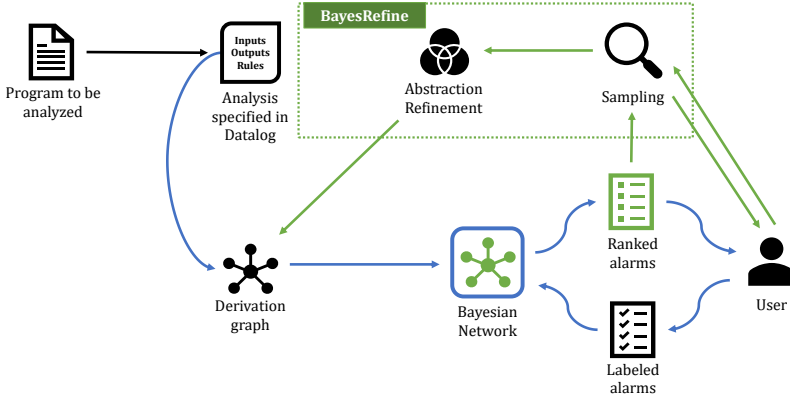 BayesRefine
Inputs
Outputs
Rules
Program to be
analyzed
Analysis
specified in
Datalog
Abstraction
Refinement
Sampling
Ranked
alarms
Derivation
graph
Bayesian
Network
User
Labeled
alarms